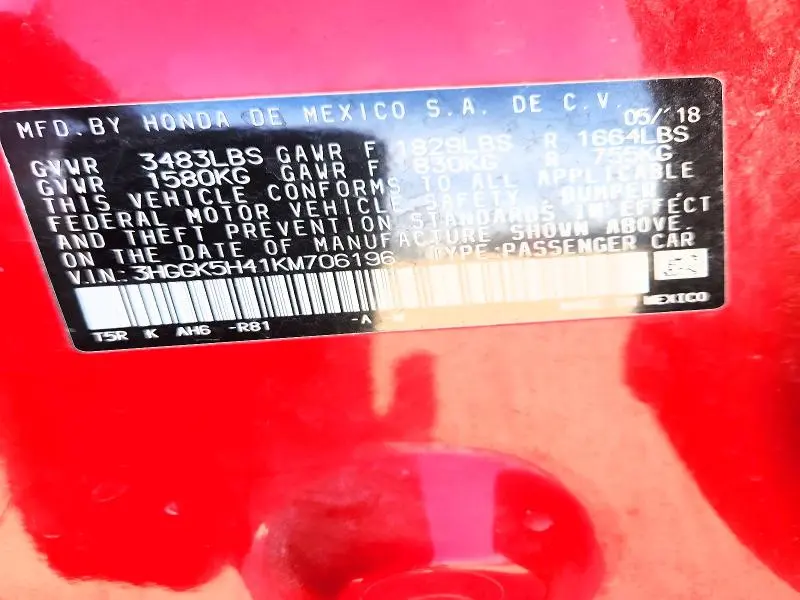 MFD.BY HONDA DE MEXICO S.A. DE C.V. 05/'18
GVWR 3483LBS GAWR F 1829LBS R 1664LBS
GVWR 1580KG GAWR F 830KG R 755KG
THIS VEHICLE CONFORMS TO ALL APPLICABLE
FEDERAL MOTOR VEHICLE SAFETY, BUMPER,
AND THEFT PREVENTION STANDARDS IN EFFECT
ON THE DATE OF MANUFACTURE SHOWN ABOVE.
V.I.N.: 3HGGK5H41KM706196 TYPE:PASSENGER CAR
T5R K AH6 -R81 -A MEXICO